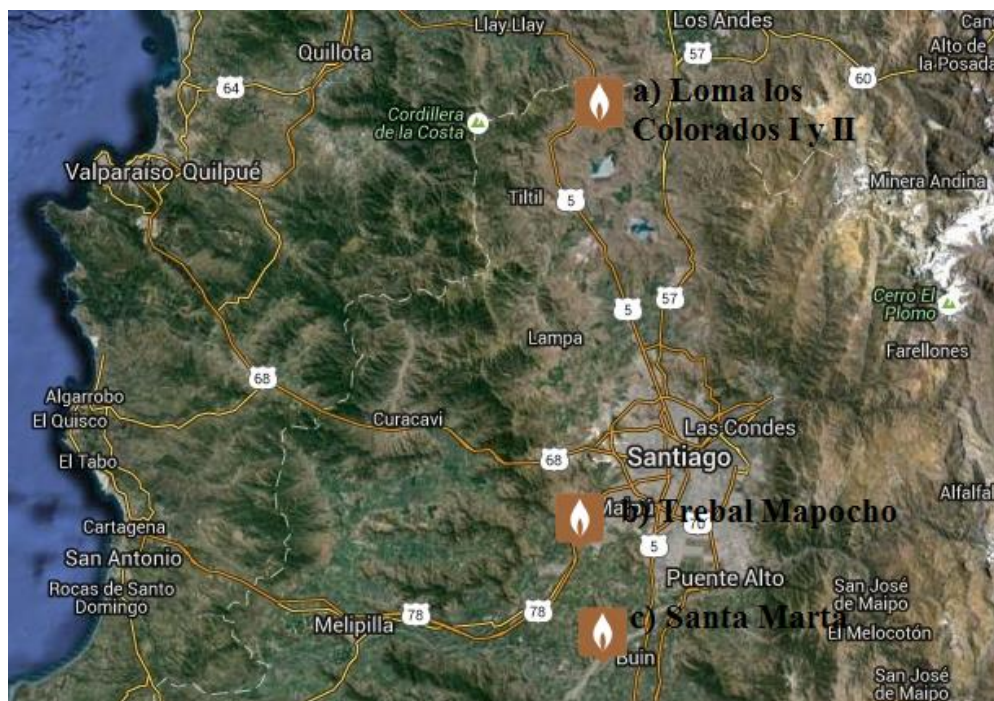 Llay Llay
Los Andes
Quillota
57
Alto de
la Posada
60
64
a) Loma los
Colorados I y II
Cordillera
de la Costa
Valparaíso Quilpué
Minera Andina
Tiltil
5
57
Cerro El
Plomo
5
Lampa
Farellones
68
Algarrobo
El Quisco
Curacaví
Las Condes
68
Santiago
El Tabo
Maipú
b) Trebal Mapocho
70
Cartagena
5
San Antonio
Puente Alto
Rocas de Santo
Domingo
San José
de Maipo
78
78
c) Santa Marta
Melipilla
El Melocotón
Buin
San José
de Maipo